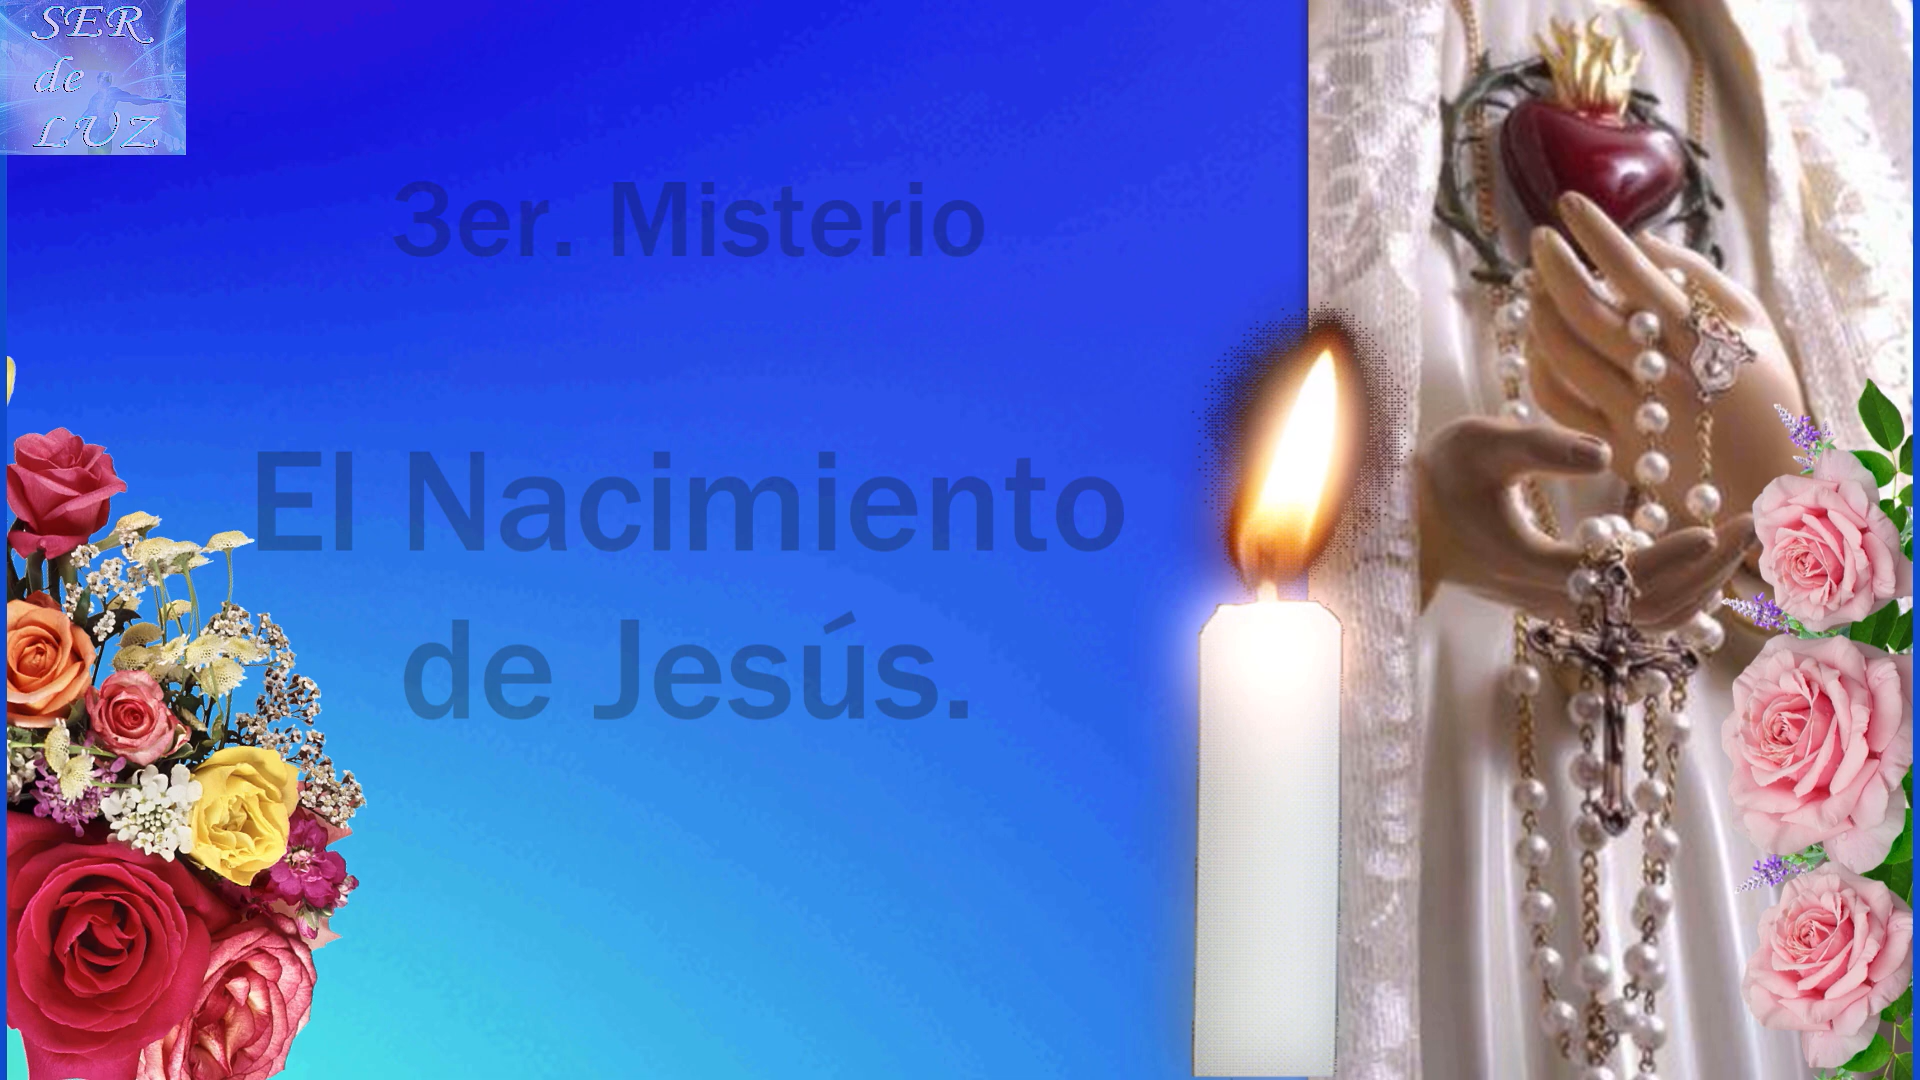 SER
de
LUZ
3er. Misterio
El Nacimiento
de Jesús.